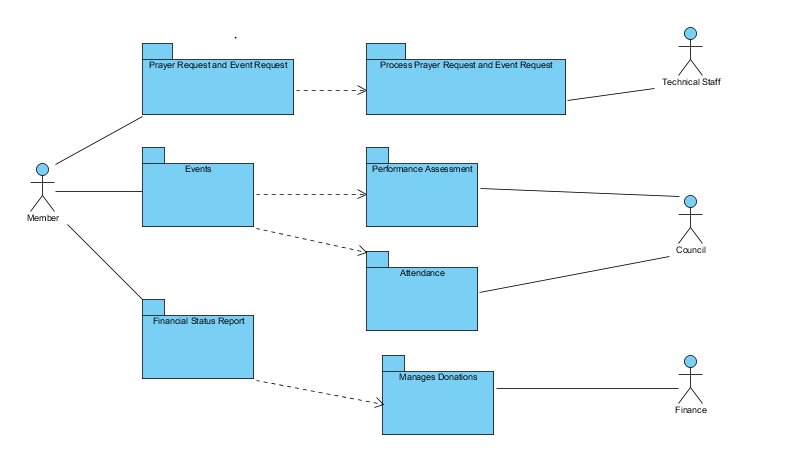 Prayer Request and Event Request
Process Prayer Request and Event Request
Technical Staff
Events
Performance Assessment
Member
Council
Attendance
Financial Status Report
Manages Donations
Finance